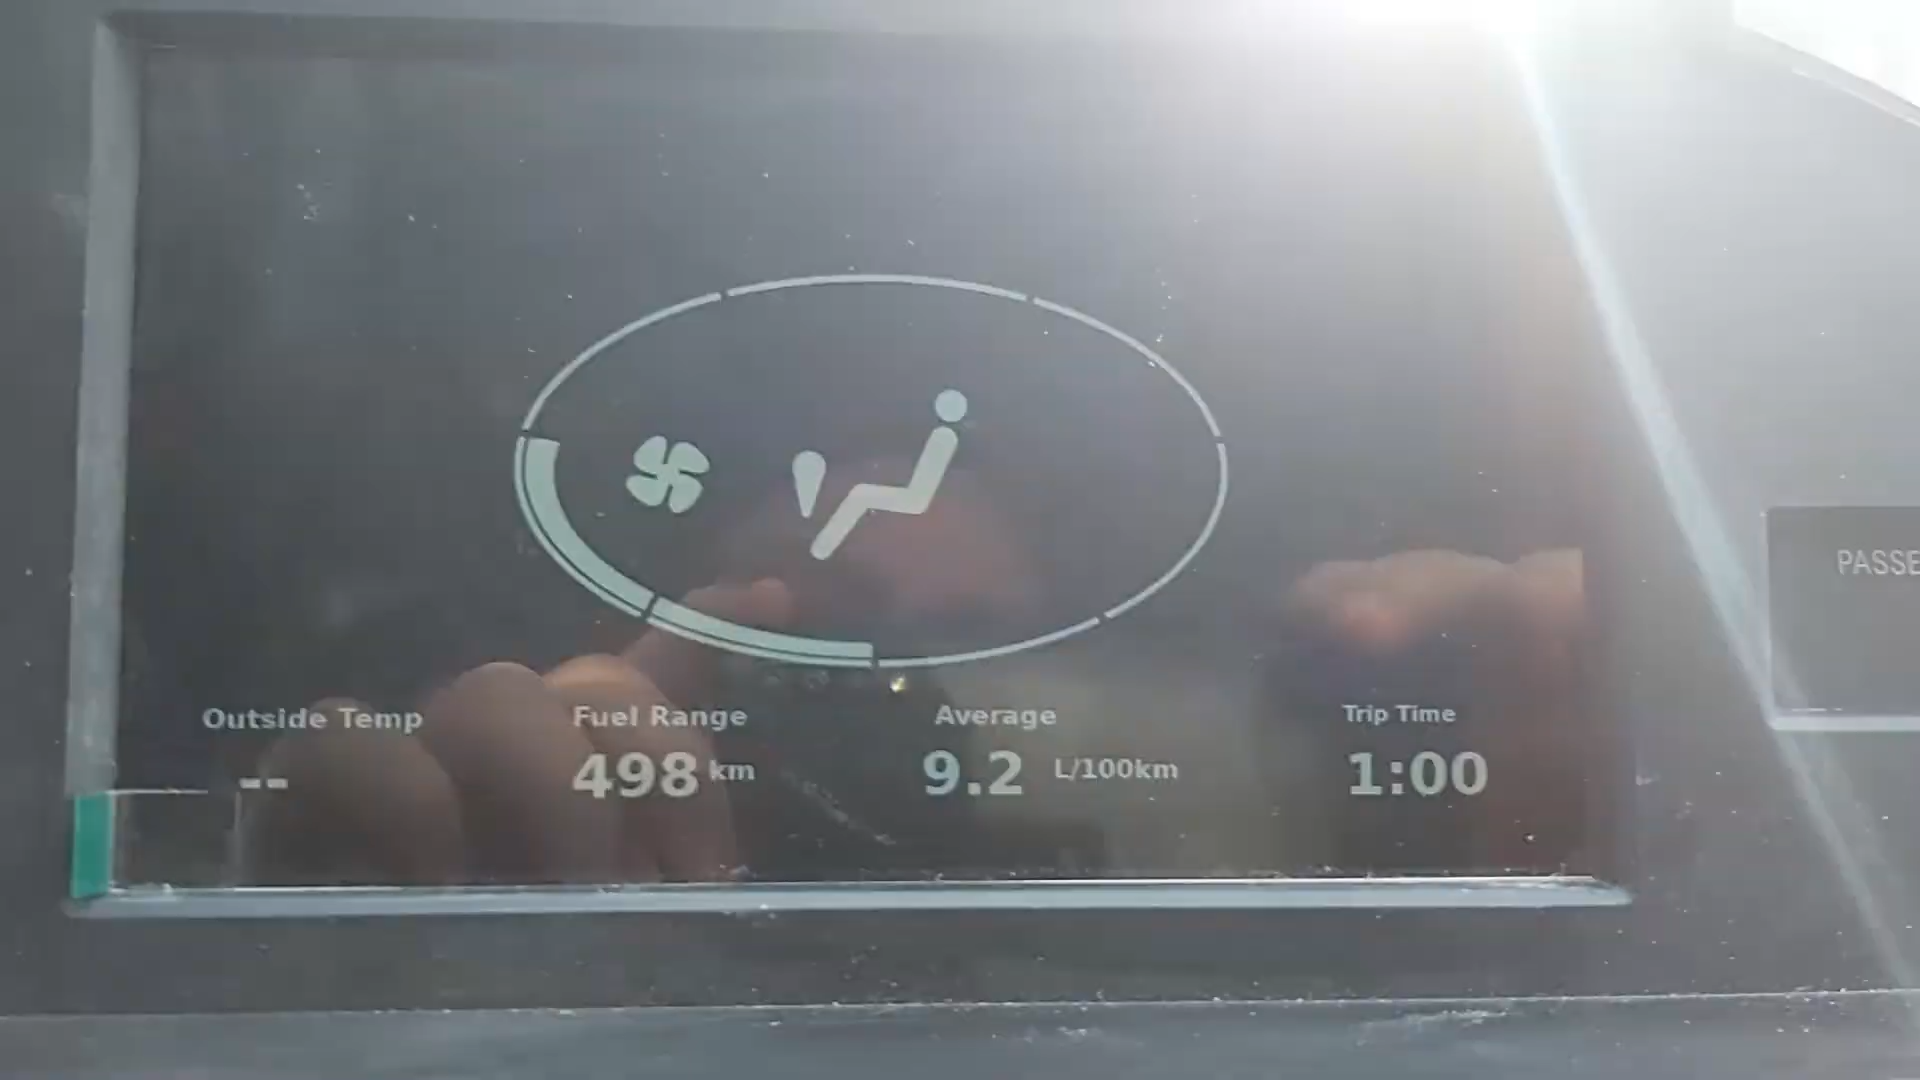 PASSE
Outside Temp
Fuel Range
Average
Trip Time
--
498 km
9.2 L/100km
1:00